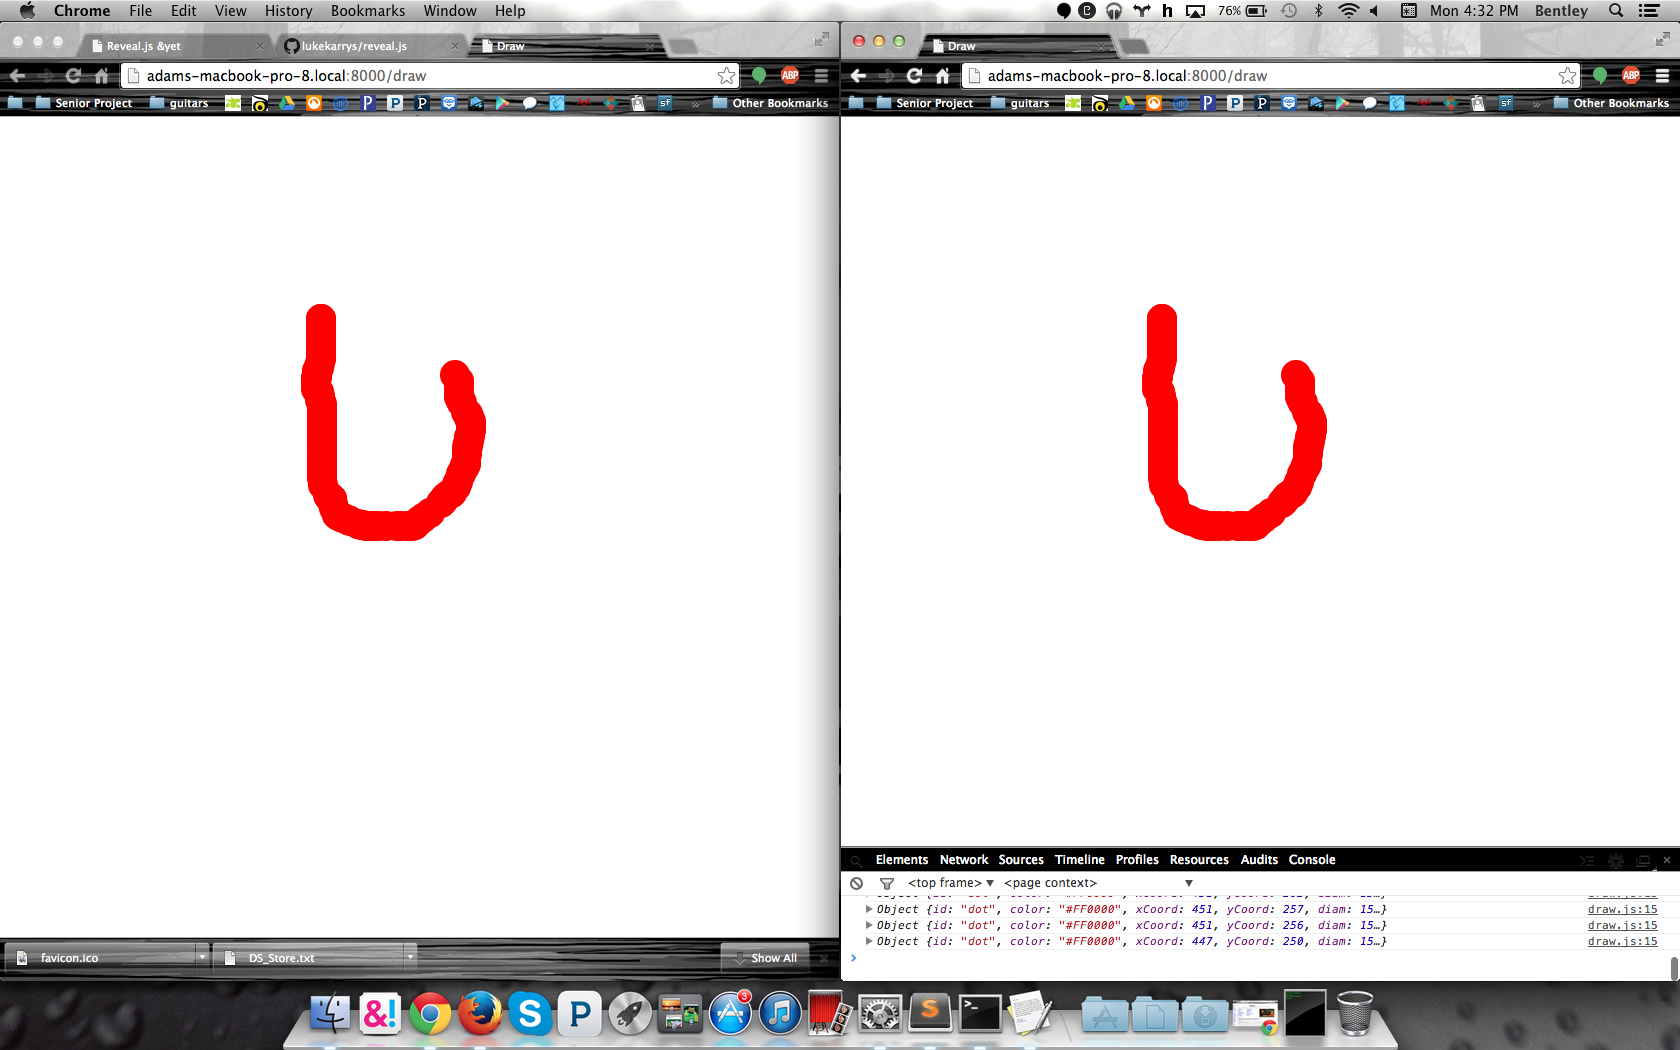 Chrome File Edit View History Bookmarks Window Help 76% Mon 4:32 PM Bentley
Reveal.js &yet lukekarrys/reveal.js Draw
adams-macbook-pro-8.local:8000/draw ABP
Senior Project guitars P P P sf » Other Bookmarks
favicon.ico DS_Store.txt Show All
Draw
adams-macbook-pro-8.local:8000/draw ABP
Senior Project guitars P P P sf » Other Bookmarks
Elements Network Sources Timeline Profiles Resources Audits Console
<top frame> <page context>
Object {id: "dot", color: "#FF0000", xCoord: 451, yCoord: 257, diam: 15…} draw.js:15
Object {id: "dot", color: "#FF0000", xCoord: 451, yCoord: 256, diam: 15…} draw.js:15
Object {id: "dot", color: "#FF0000", xCoord: 447, yCoord: 250, diam: 15…} draw.js:15
&! S P 3 S >_